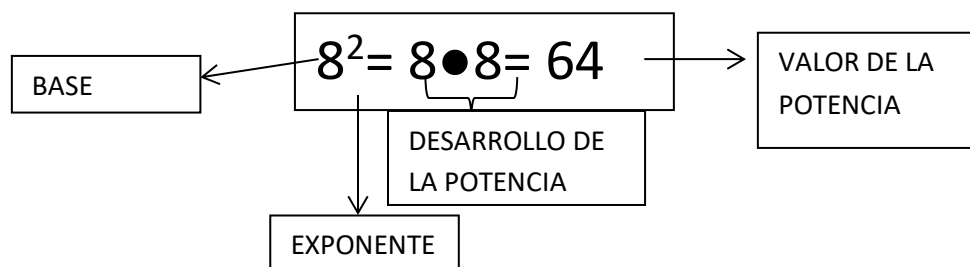 8²= 8●8= 64
BASE
VALOR DE LA
POTENCIA
DESARROLLO DE
LA POTENCIA
EXPONENTE